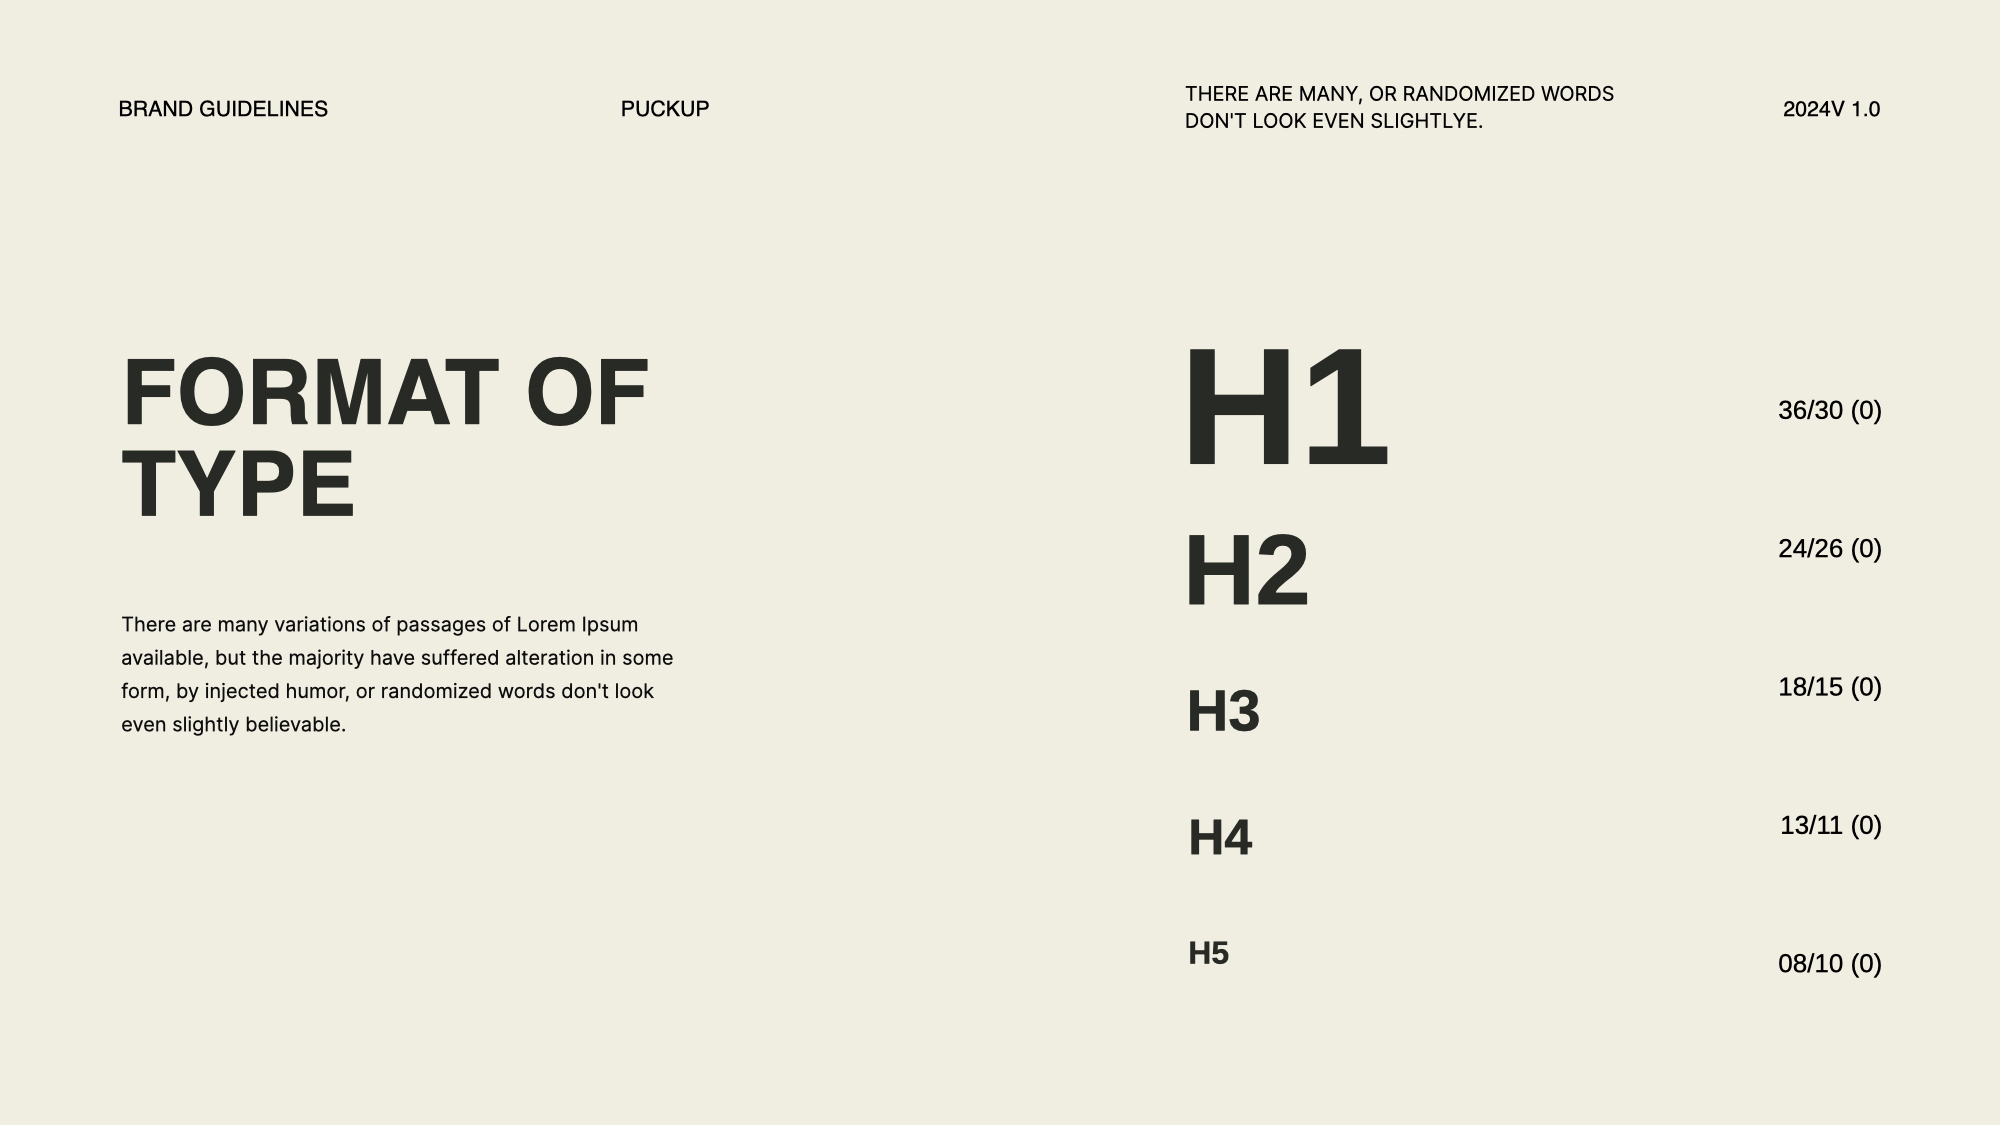 BRAND GUIDELINES
PUCKUP
THERE ARE MANY, OR RANDOMIZED WORDS
DON'T LOOK EVEN SLIGHTLYE.
2024V 1.0
FORMAT OF
TYPE
There are many variations of passages of Lorem Ipsum
available, but the majority have suffered alteration in some
form, by injected humor, or randomized words don't look
even slightly believable.
H1
36/30 (0)
H2
24/26 (0)
H3
18/15 (0)
H4
13/11 (0)
H5
08/10 (0)